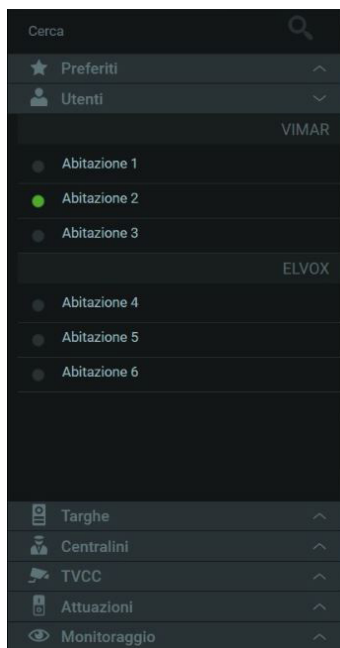 Cerca
Preferiti
Utenti
VIMAR
Abitazione 1
Abitazione 2
Abitazione 3
ELVOX
Abitazione 4
Abitazione 5
Abitazione 6
Targhe
Centralini
TVCC
Attuazioni
Monitoraggio